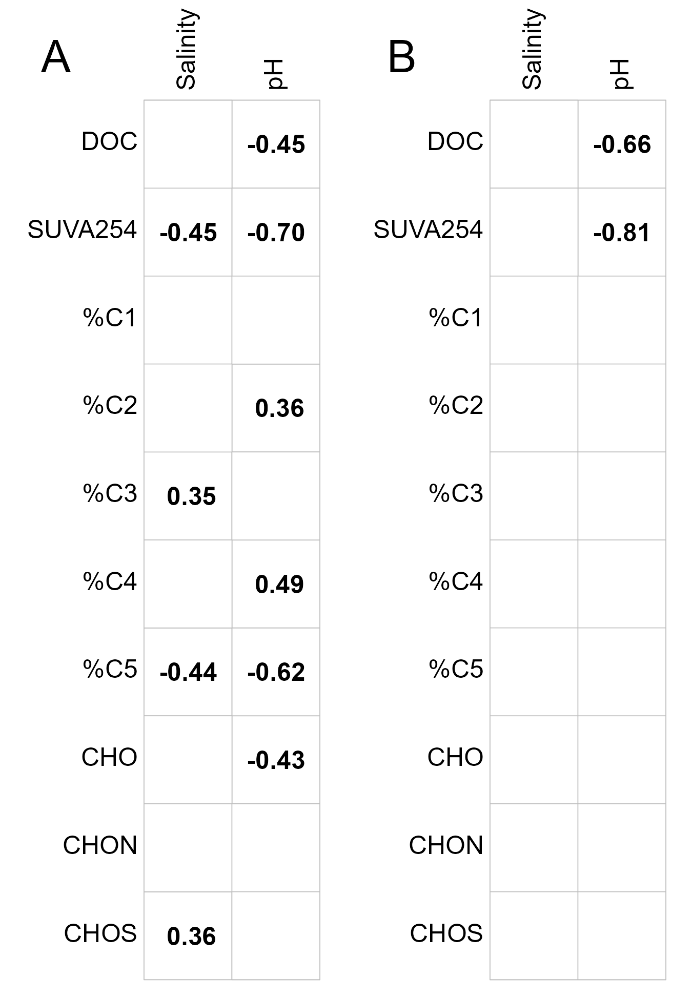 A
Salinity pH
DOC -0.45
SUVA254 -0.45 -0.70
%C1
%C2 0.36
%C3 0.35
%C4 0.49
%C5 -0.44 -0.62
CHO -0.43
CHON
CHOS 0.36
B
Salinity pH
DOC -0.66
SUVA254 -0.81
%C1
%C2
%C3
%C4
%C5
CHO
CHON
CHOS